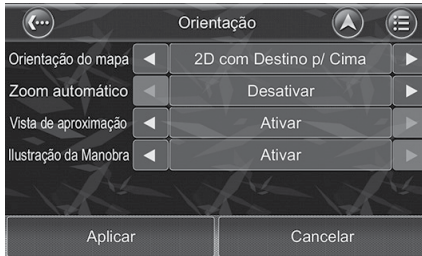 Orientação
Orientação do mapa 2D com Destino p/ Cima
Zoom automático Desativar
Vista de aproximação Ativar
Ilustração da Manobra Ativar
Aplicar Cancelar